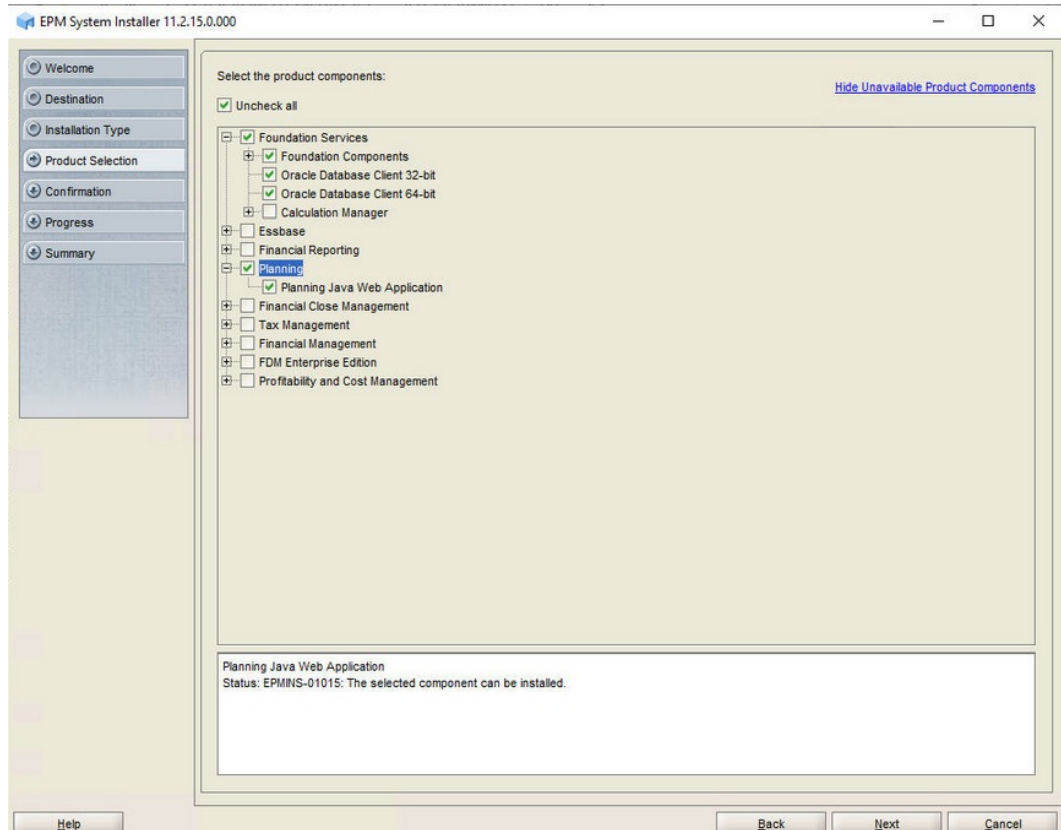 EPM System Installer 11.2.15.0.000
Welcome
Destination
Installation Type
Product Selection
Confirmation
Progress
Summary
Select the product components:
Hide Unavailable Product Components
Uncheck all
Foundation Services
Foundation Components
Oracle Database Client 32-bit
Oracle Database Client 64-bit
Calculation Manager
Essbase
Financial Reporting
Planning
Planning Java Web Application
Financial Close Management
Tax Management
Financial Management
FDM Enterprise Edition
Profitability and Cost Management
Planning Java Web Application
Status: EPMINS-01015: The selected component can be installed.
Help
Back
Next
Cancel